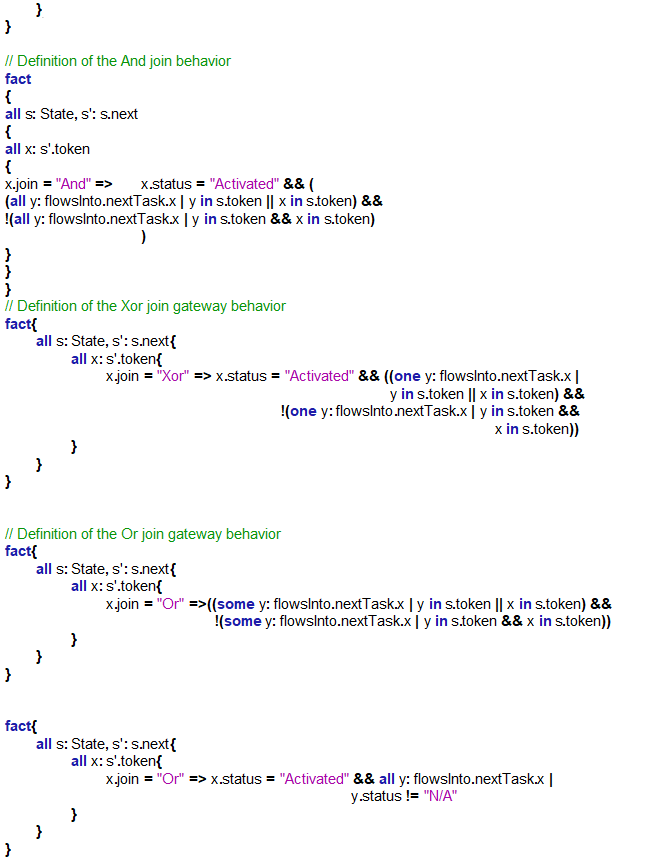 }
}
// Definition of the And join behavior
fact
{
all s: State, s': s.next
{
all x: s'.token
{
x.join = "And" => x.status = "Activated" && (
(all y: flowsInto.nextTask.x | y in s.token || x in s.token) &&
!(all y: flowsInto.nextTask.x | y in s.token && x in s.token)
)
}
}
}
// Definition of the Xor join gateway behavior
fact{
all s: State, s': s.next{
all x: s'.token{
x.join = "Xor" => x.status = "Activated" && ((one y: flowsInto.nextTask.x |
y in s.token || x in s.token) &&
!(one y: flowsInto.nextTask.x | y in s.token &&
x in s.token))
}
}
}
// Definition of the Or join gateway behavior
fact{
all s: State, s': s.next{
all x: s'.token{
x.join = "Or" =>((some y: flowsInto.nextTask.x | y in s.token || x in s.token) &&
!(some y: flowsInto.nextTask.x | y in s.token && x in s.token))
}
}
}
fact{
all s: State, s': s.next{
all x: s'.token{
x.join = "Or" => x.status = "Activated" && all y: flowsInto.nextTask.x |
y.status != "N/A"
}
}
}